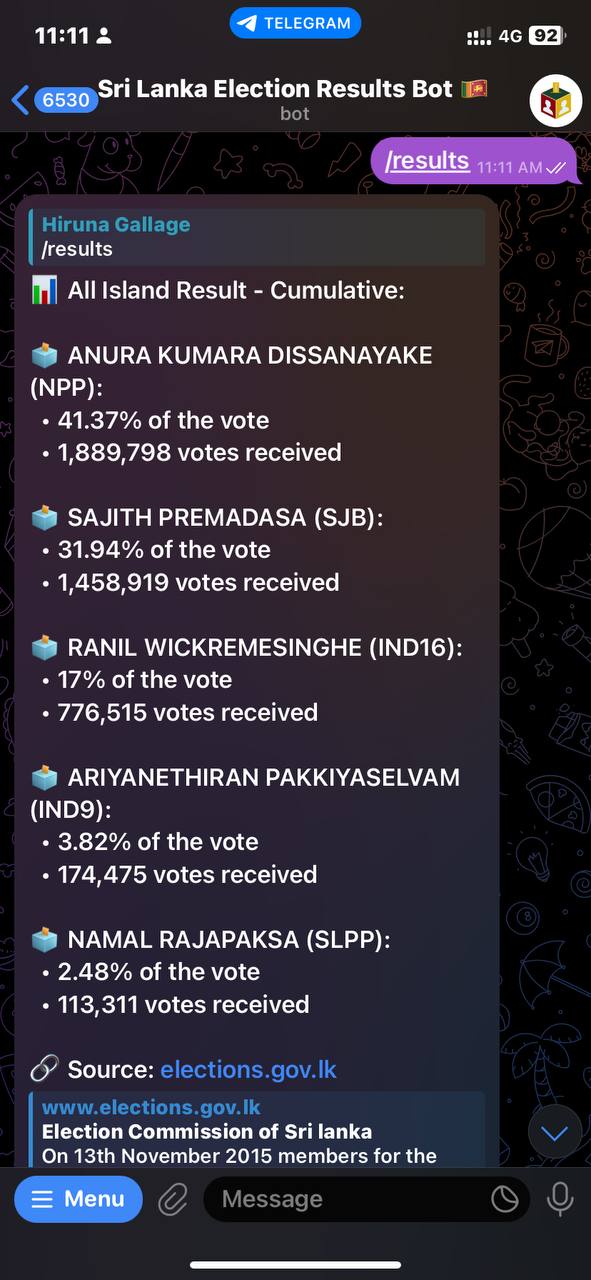 11:11
TELEGRAM
4G 92
6530
Sri Lanka Election Results Bot
bot
/results 11:11 AM
Hiruna Gallage
/results
All Island Result - Cumulative:
ANURA KUMARA DISSANAYAKE
(NPP):
• 41.37% of the vote
• 1,889,798 votes received
SAJITH PREMADASA (SJB):
• 31.94% of the vote
• 1,458,919 votes received
RANIL WICKREMESINGHE (IND16):
• 17% of the vote
• 776,515 votes received
ARIYANETHIRAN PAKKIYASELVAM
(IND9):
• 3.82% of the vote
• 174,475 votes received
NAMAL RAJAPAKSA (SLPP):
• 2.48% of the vote
• 113,311 votes received
Source: elections.gov.lk
www.elections.gov.lk
Election Commission of Sri lanka
On 13th November 2015 members for the
Menu
Message